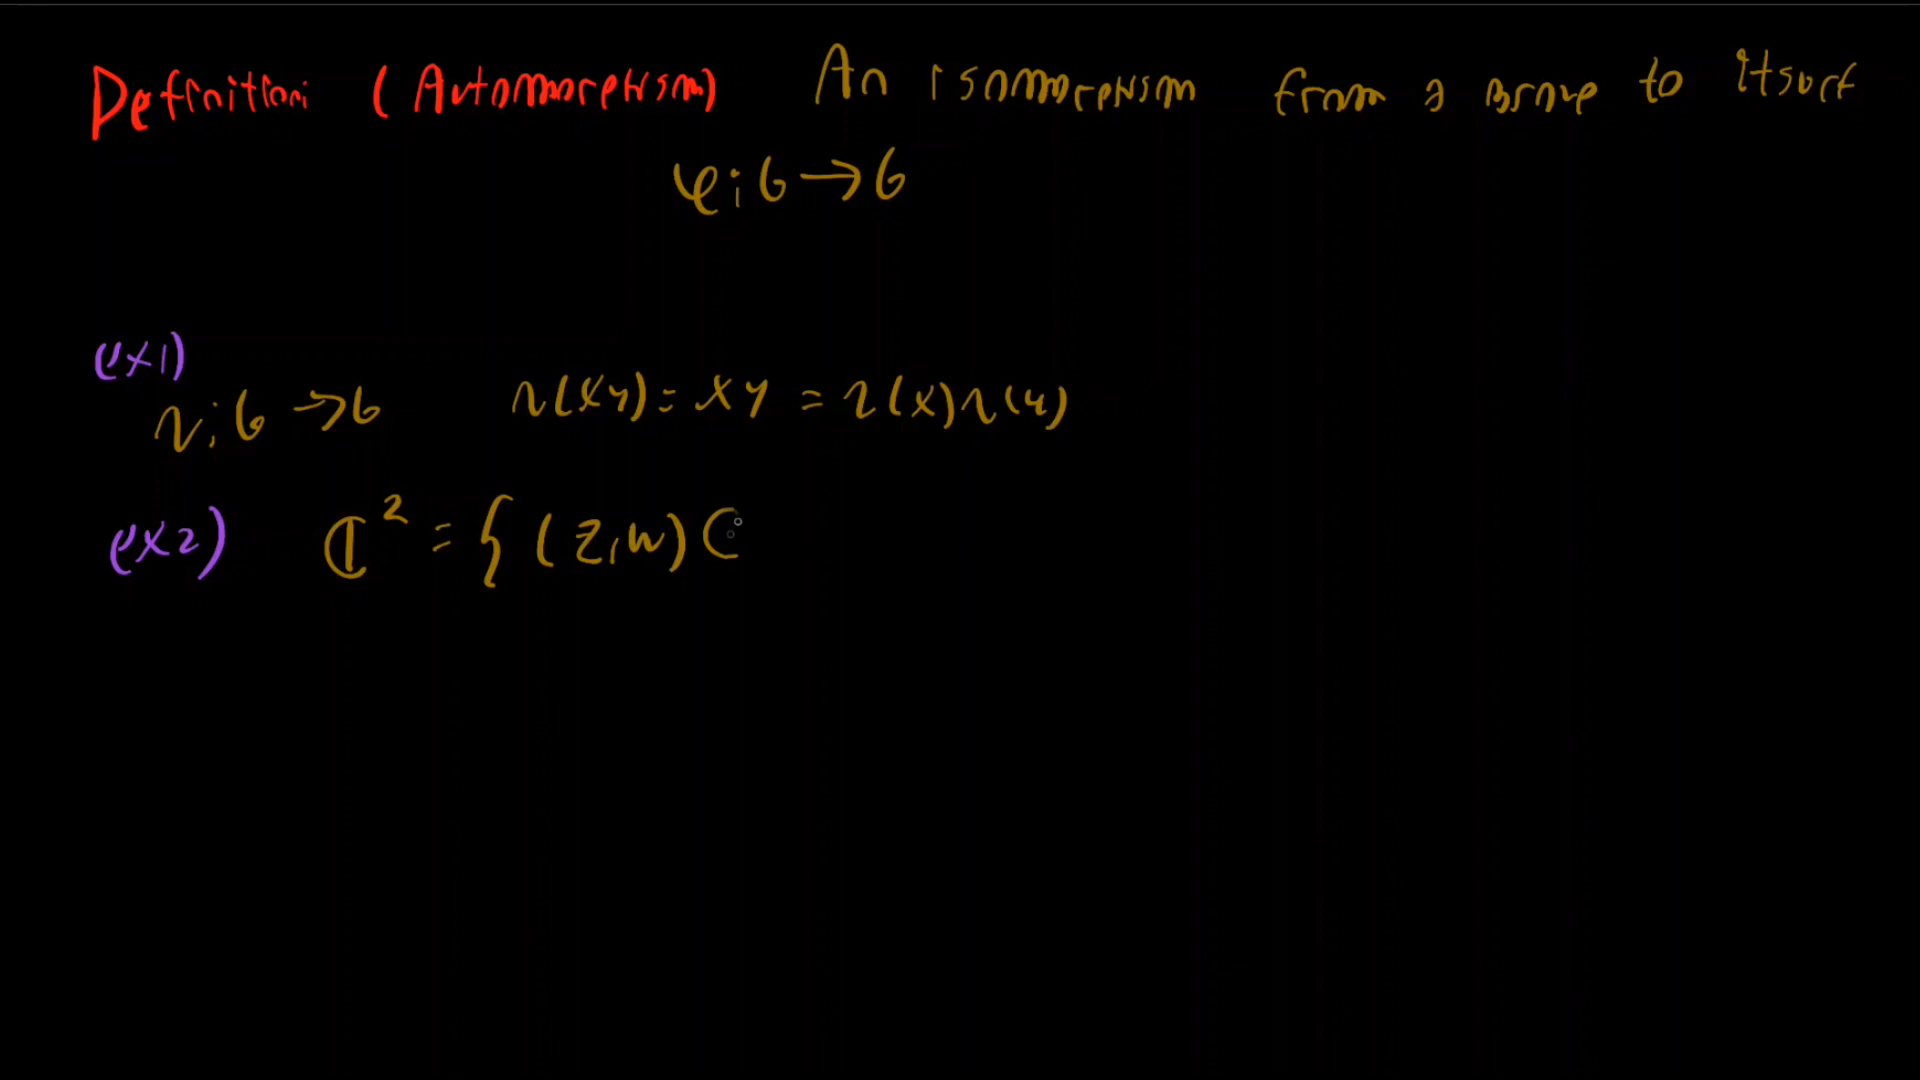 Definition (Automorphism) An isomorphism from a group to itself
φ: G → G
ex1)
η: G → G η(xy) = xy = η(x)η(y)
ex2) ℂ² = { (z, w) ∈